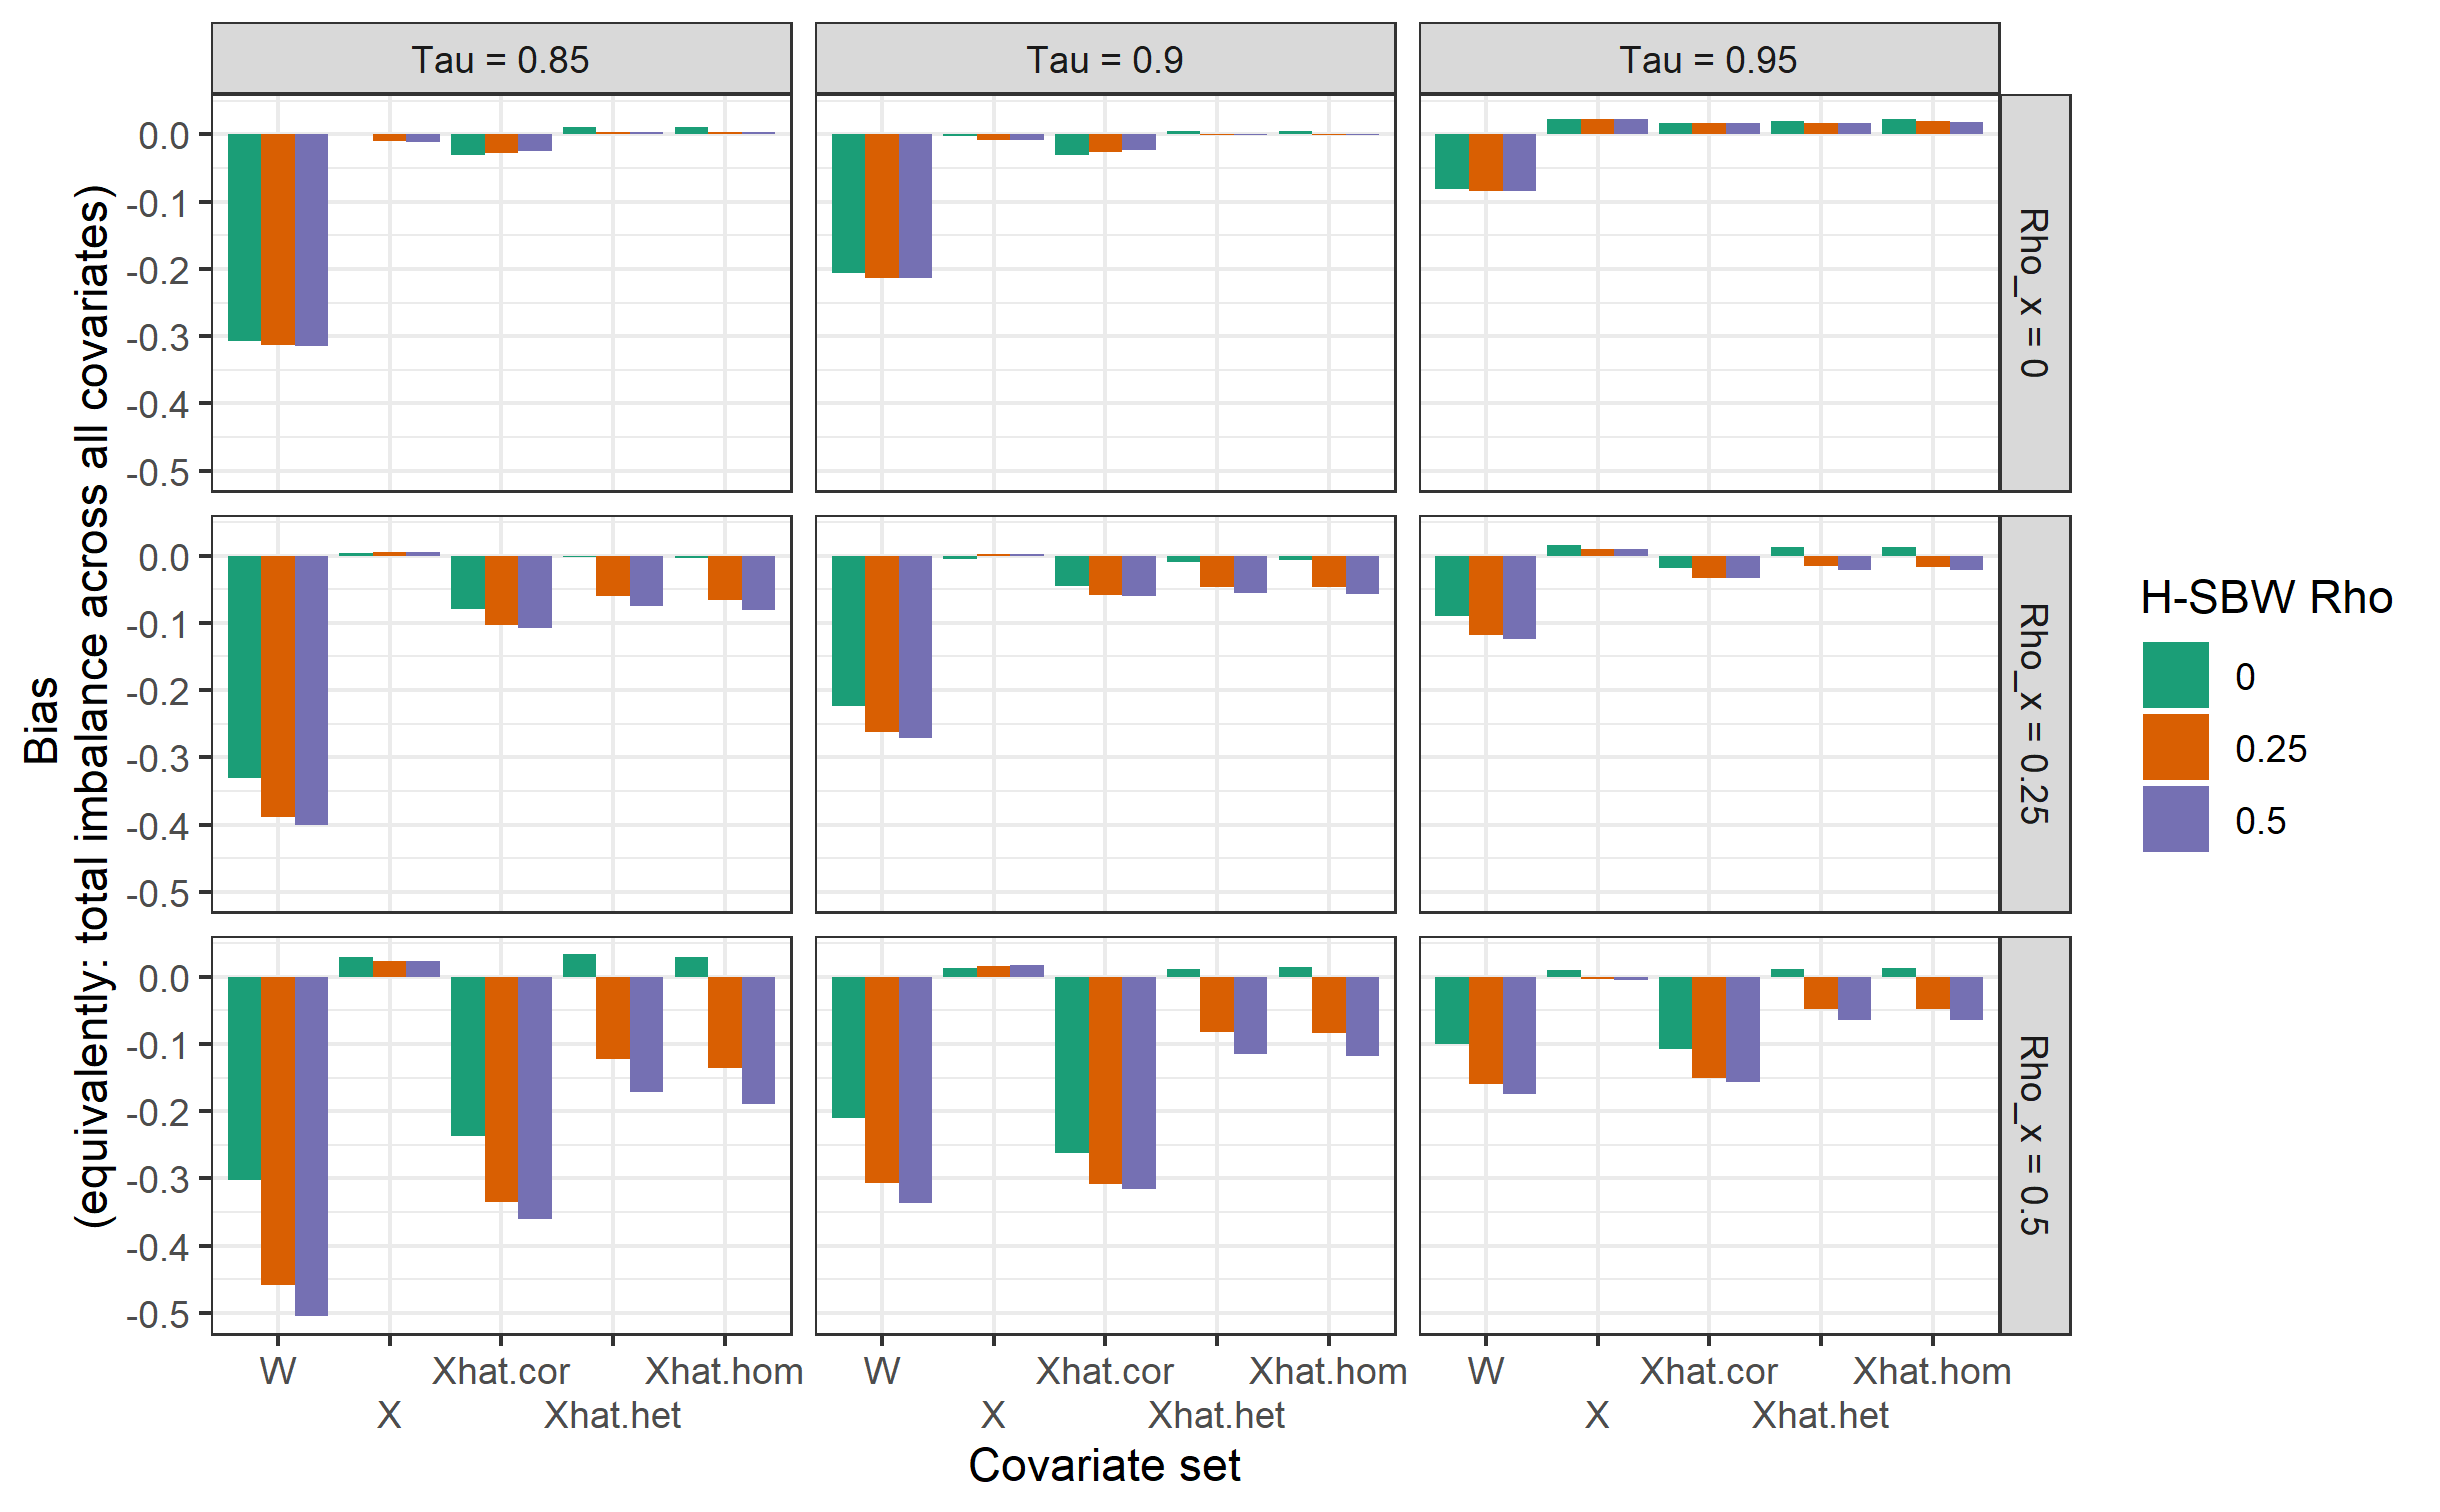 Tau = 0.85
Tau = 0.9
Tau = 0.95
Bias
(equivalently: total imbalance across all covariates)
0.0
-0.1
-0.2
-0.3
-0.4
-0.5
Rho_x = 0
0.0
-0.1
-0.2
-0.3
-0.4
-0.5
Rho_x = 0.25
0.0
-0.1
-0.2
-0.3
-0.4
-0.5
Rho_x = 0.5
W
X
Xhat.cor
Xhat.het
Xhat.hom
W
X
Xhat.cor
Xhat.het
Xhat.hom
W
X
Xhat.cor
Xhat.het
Xhat.hom
Covariate set
H-SBW Rho
0
0.25
0.5